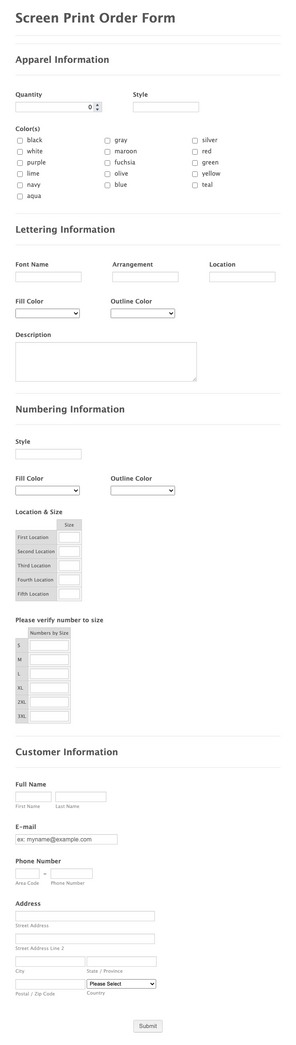 Screen Print Order Form
Apparel Information
Quantity Style
0
Color(s)
black gray silver
white maroon red
purple fuchsia green
lime olive yellow
navy blue teal
aqua
Lettering Information
Font Name Arrangement Location
Fill Color Outline Color
Description
Numbering Information
Style
Fill Color Outline Color
Location & Size
Size
First Location
Second Location
Third Location
Fourth Location
Fifth Location
Please verify number to size
Numbers by Size
S
M
L
XL
2XL
3XL
Customer Information
Full Name
First Name Last Name
E-mail
ex: myname@example.com
Phone Number
-
Area Code Phone Number
Address
Street Address
Street Address Line 2
City State / Province
Please Select
Postal / Zip Code Country
Submit